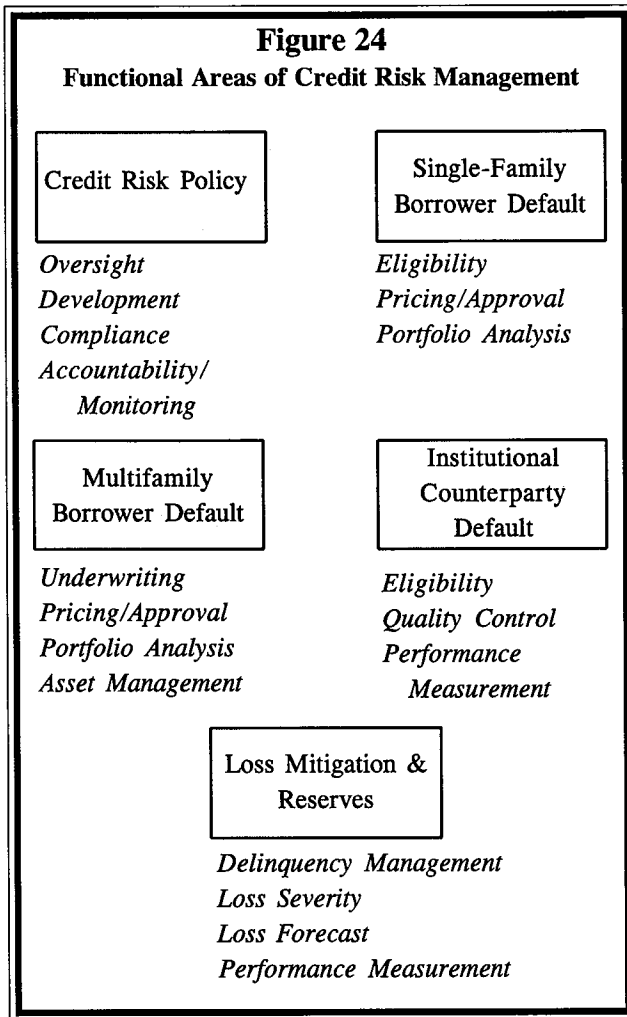 Figure 24
Functional Areas of Credit Risk Management
Credit Risk Policy
Oversight
Development
Compliance
Accountability/
Monitoring
Single-Family
Borrower Default
Eligibility
Pricing/Approval
Portfolio Analysis
Multifamily
Borrower Default
Underwriting
Pricing/Approval
Portfolio Analysis
Asset Management
Institutional
Counterparty
Default
Eligibility
Quality Control
Performance
Measurement
Loss Mitigation &
Reserves
Delinquency Management
Loss Severity
Loss Forecast
Performance Measurement